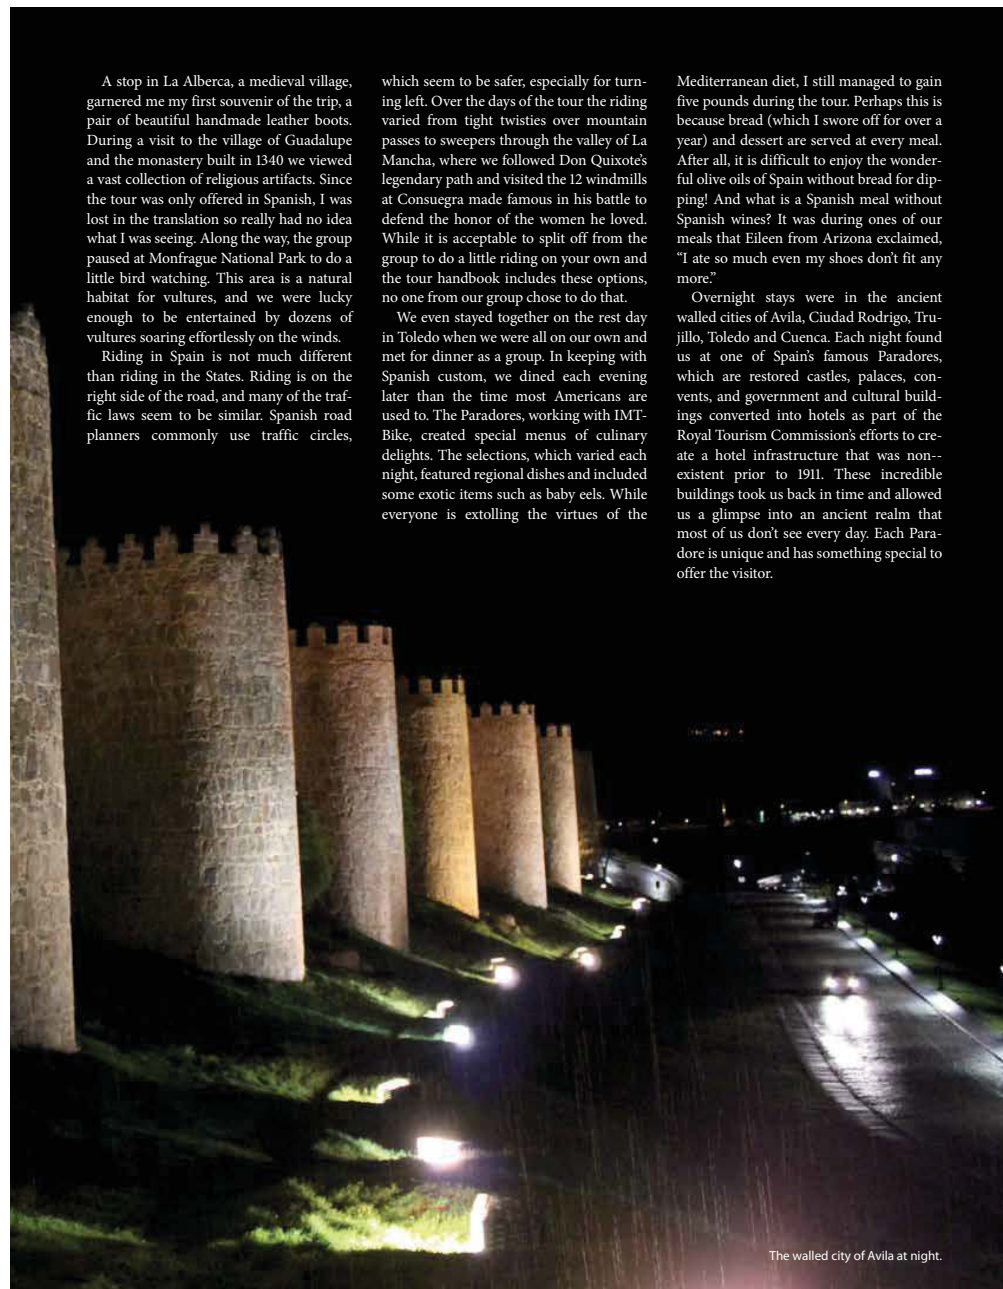 A stop in La Alberca, a medieval village,
garnered me my first souvenir of the trip, a
pair of beautiful handmade leather boots.
During a visit to the village of Guadalupe
and the monastery built in 1340 we viewed
a vast collection of religious artifacts. Since
the tour was only offered in Spanish, I was
lost in the translation so really had no idea
what I was seeing. Along the way, the group
paused at Monfrague National Park to do a
little bird watching. This area is a natural
habitat for vultures, and we were lucky
enough to be entertained by dozens of
vultures soaring effortlessly on the winds.
Riding in Spain is not much different
than riding in the States. Riding is on the
right side of the road, and many of the traf-
fic laws seem to be similar. Spanish road
planners commonly use traffic circles,
which seem to be safer, especially for turn-
ing left. Over the days of the tour the riding
varied from tight twisties over mountain
passes to sweepers through the valley of La
Mancha, where we followed Don Quixote’s
legendary path and visited the 12 windmills
at Consuegra made famous in his battle to
defend the honor of the women he loved.
While it is acceptable to split off from the
group to do a little riding on your own and
the tour handbook includes these options,
no one from our group chose to do that.
We even stayed together on the rest day
in Toledo when we were all on our own and
met for dinner as a group. In keeping with
Spanish custom, we dined each evening
later than the time most Americans are
used to. The Paradores, working with IMT-
Bike, created special menus of culinary
delights. The selections, which varied each
night, featured regional dishes and included
some exotic items such as baby eels. While
everyone is extolling the virtues of the
Mediterranean diet, I still managed to gain
five pounds during the tour. Perhaps this is
because bread (which I swore off for over a
year) and dessert are served at every meal.
After all, it is difficult to enjoy the wonder-
ful olive oils of Spain without bread for dip-
ping! And what is a Spanish meal without
Spanish wines? It was during ones of our
meals that Eileen from Arizona exclaimed,
“I ate so much even my shoes don’t fit any
more.”
Overnight stays were in the ancient
walled cities of Avila, Ciudad Rodrigo, Tru-
jillo, Toledo and Cuenca. Each night found
us at one of Spain’s famous Paradores,
which are restored castles, palaces, con-
vents, and government and cultural build-
ings converted into hotels as part of the
Royal Tourism Commission’s efforts to cre-
ate a hotel infrastructure that was non--
existent prior to 1911. These incredible
buildings took us back in time and allowed
us a glimpse into an ancient realm that
most of us don’t see every day. Each Para-
dore is unique and has something special to
offer the visitor.
The walled city of Avila at night.